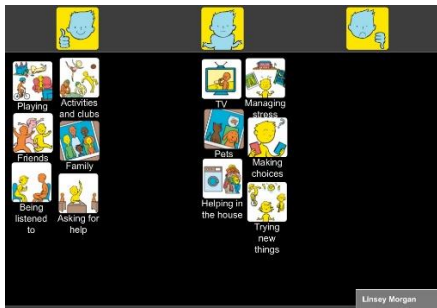 Playing
Activities
and clubs
Friends
Family
Being
listened
to
Asking for
help
TV
Managing
stress
Pets
Making
choices
Helping in
the house
Trying
new
things
Linsey Morgan